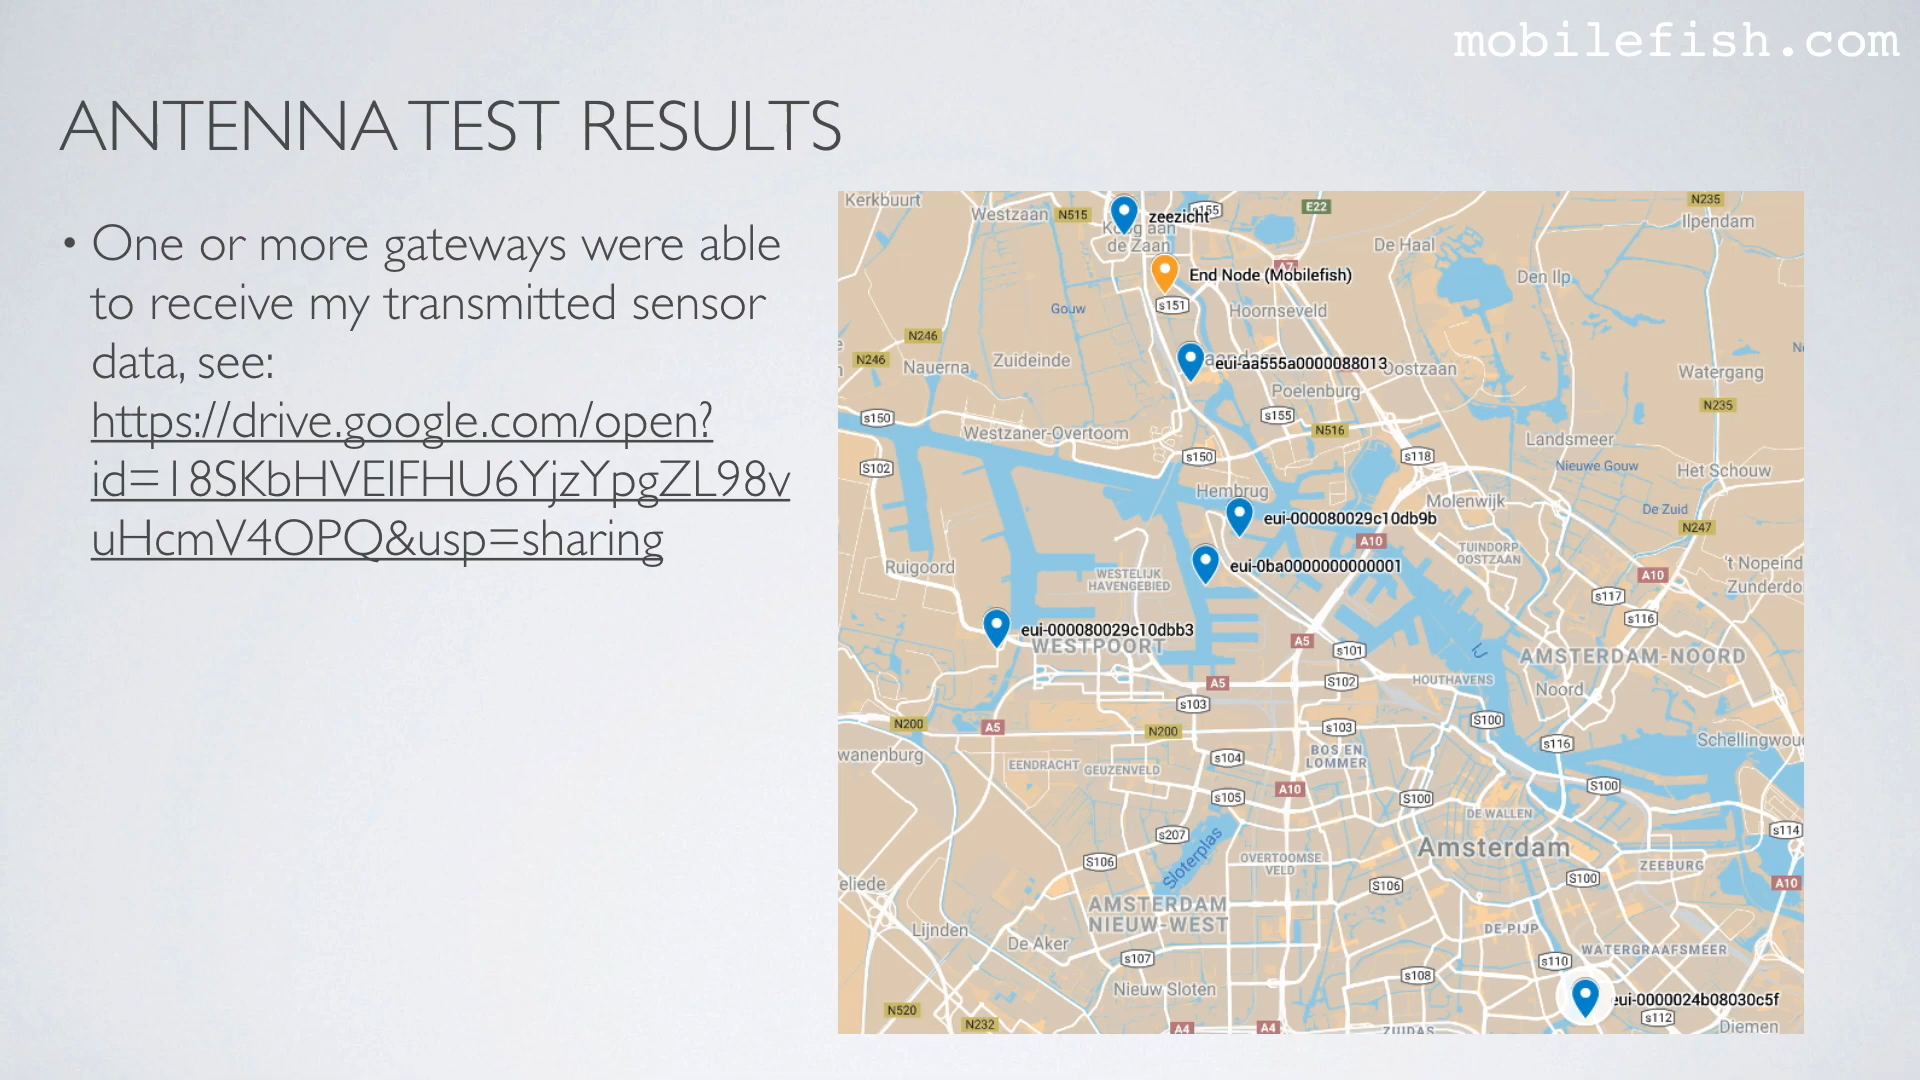 mobilefish.com
ANTENNA TEST RESULTS
• One or more gateways were able
to receive my transmitted sensor
data, see:
https://drive.google.com/open?
id=18SKbHVElFHU6YjzYpgZL98v
uHcmV4OPQ&usp=sharing
Kerkbuurt
Westzaan
N515
zeezicht
s155
E22
N235
Ilpendam
Koog aan
de Zaan
De Haal
A7
End Node (Mobilefish)
Den Ilp
s151
Gouw
Hoornseveld
N246
N246
Nauerna
Zuideinde
eui-aa555a0000088013
Oostzaan
Watergang
Poelenburg
N235
s150
s155
Westzaner-Overtoom
N516
Landsmeer
S102
s150
s118
Nieuwe Gouw
Het Schouw
Hembrug
Molenwijk
De Zuid
eui-000080029c10db9b
N247
A10
TUINDORP
OOSTZAAN
Ruigoord
WESTELIJK
HAVENGEBIED
eui-0ba0000000000001
't Nopeind
A10
Zunderdo
s117
s116
eui-000080029c10dbb3
WESTPOORT
A5
s101
IJ
AMSTERDAM-NOORD
A5
S102
HOUTHAVENS
Noord
s103
N200
A5
N200
s103
S100
s116
Schellingwou
wanenburg
EENDRACHT
GEUZENVELD
s104
BOS EN
LOMMER
A10
s105
S100
S100
DE WALLEN
s207
Sloterplas
Amsterdam
s114
S106
OVERTOOMSE
VELD
ZEEBURG
eliede
S106
S100
A10
AMSTERDAM
NIEUW-WEST
Lijnden
De Aker
DE PIJP
WATERGRAAFSMEER
s107
s110
s108
Nieuw Sloten
eui-0000024b08030c5f
N520
N232
A4
A4
ZUIDAS
s112
Diemen